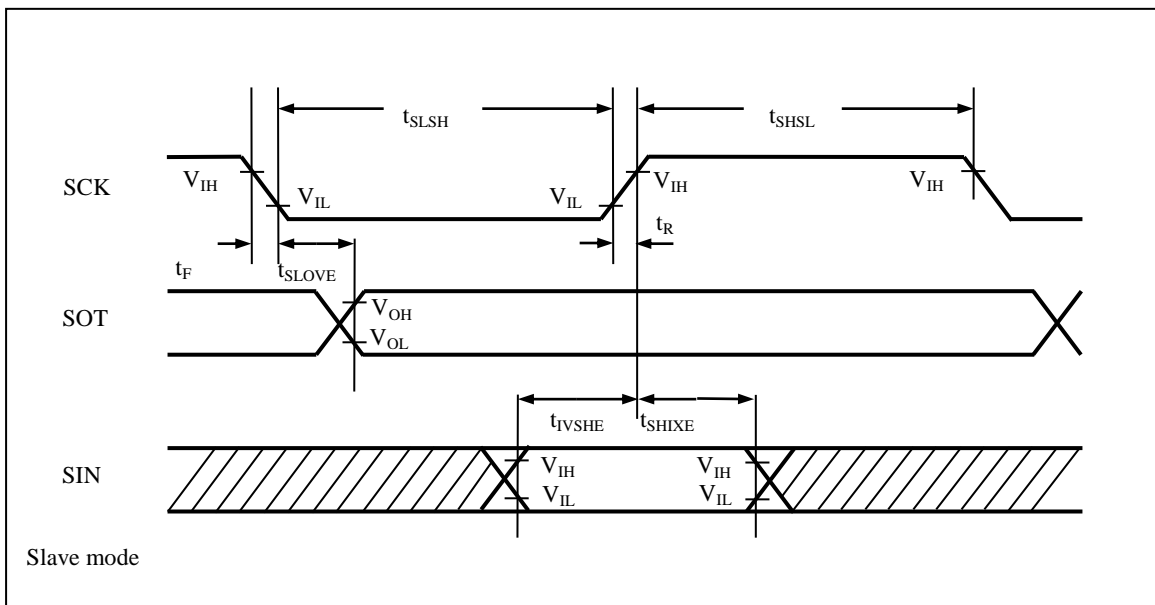 tSLSH
tSHSL
SCK
VIH
VIL
VIL
VIH
VIH
tR
tF
tSLOVE
SOT
VOH
VOL
tIVSHE
tSHIXE
SIN
VIH
VIH
VIL
VIL
Slave mode